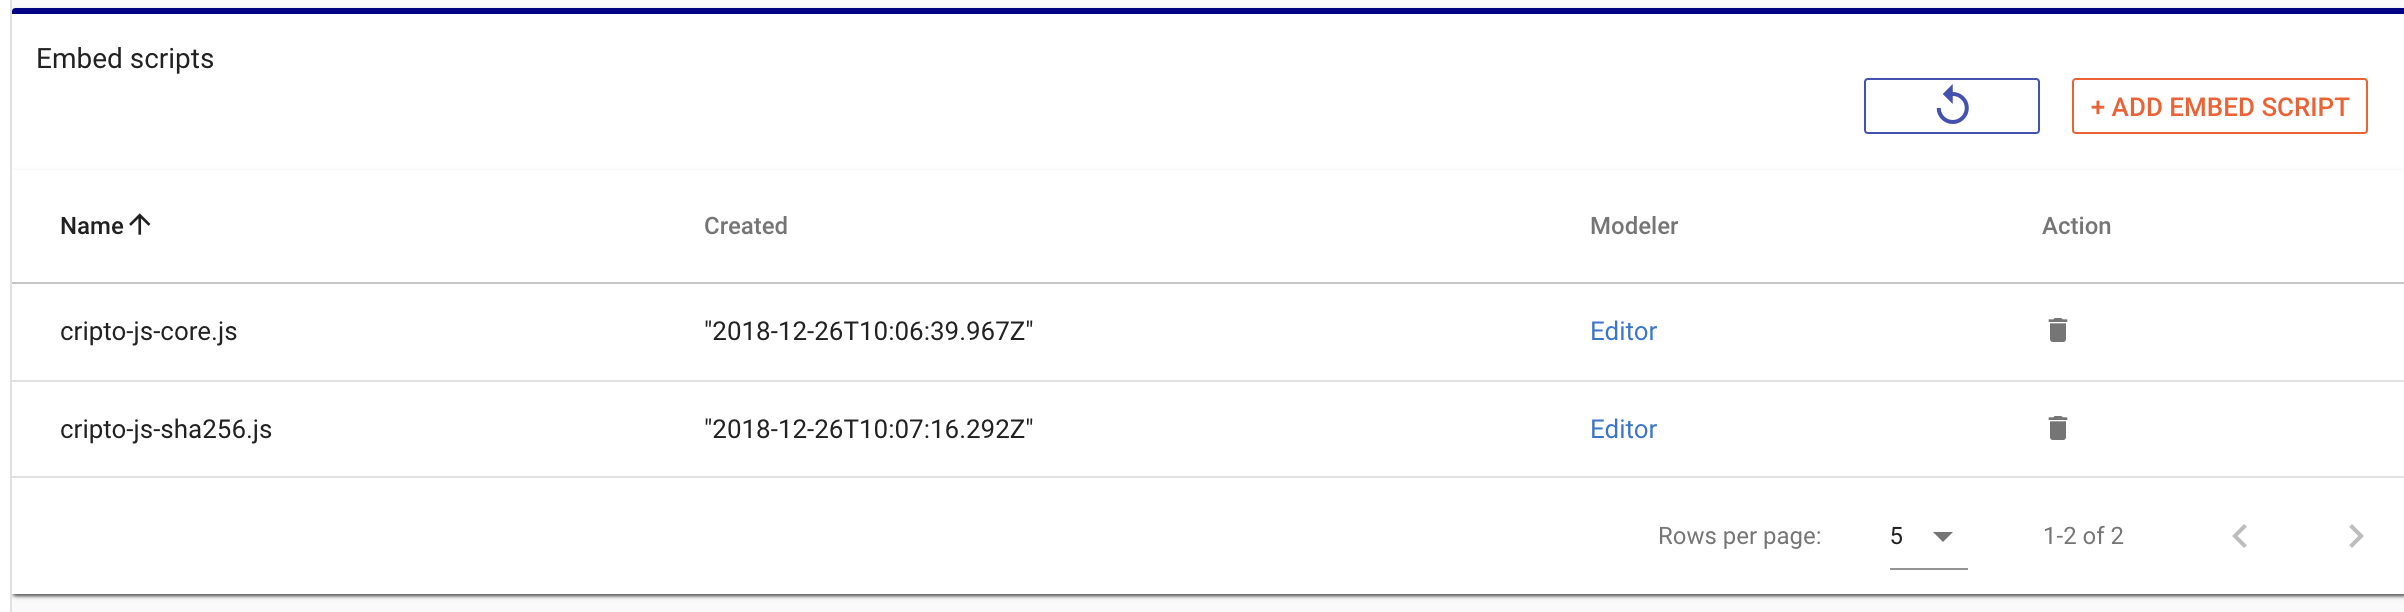 Embed scripts
+ ADD EMBED SCRIPT
Name Created Modeler Action
cripto-js-core.js "2018-12-26T10:06:39.967Z" Editor
cripto-js-sha256.js "2018-12-26T10:07:16.292Z" Editor
Rows per page: 5 1-2 of 2